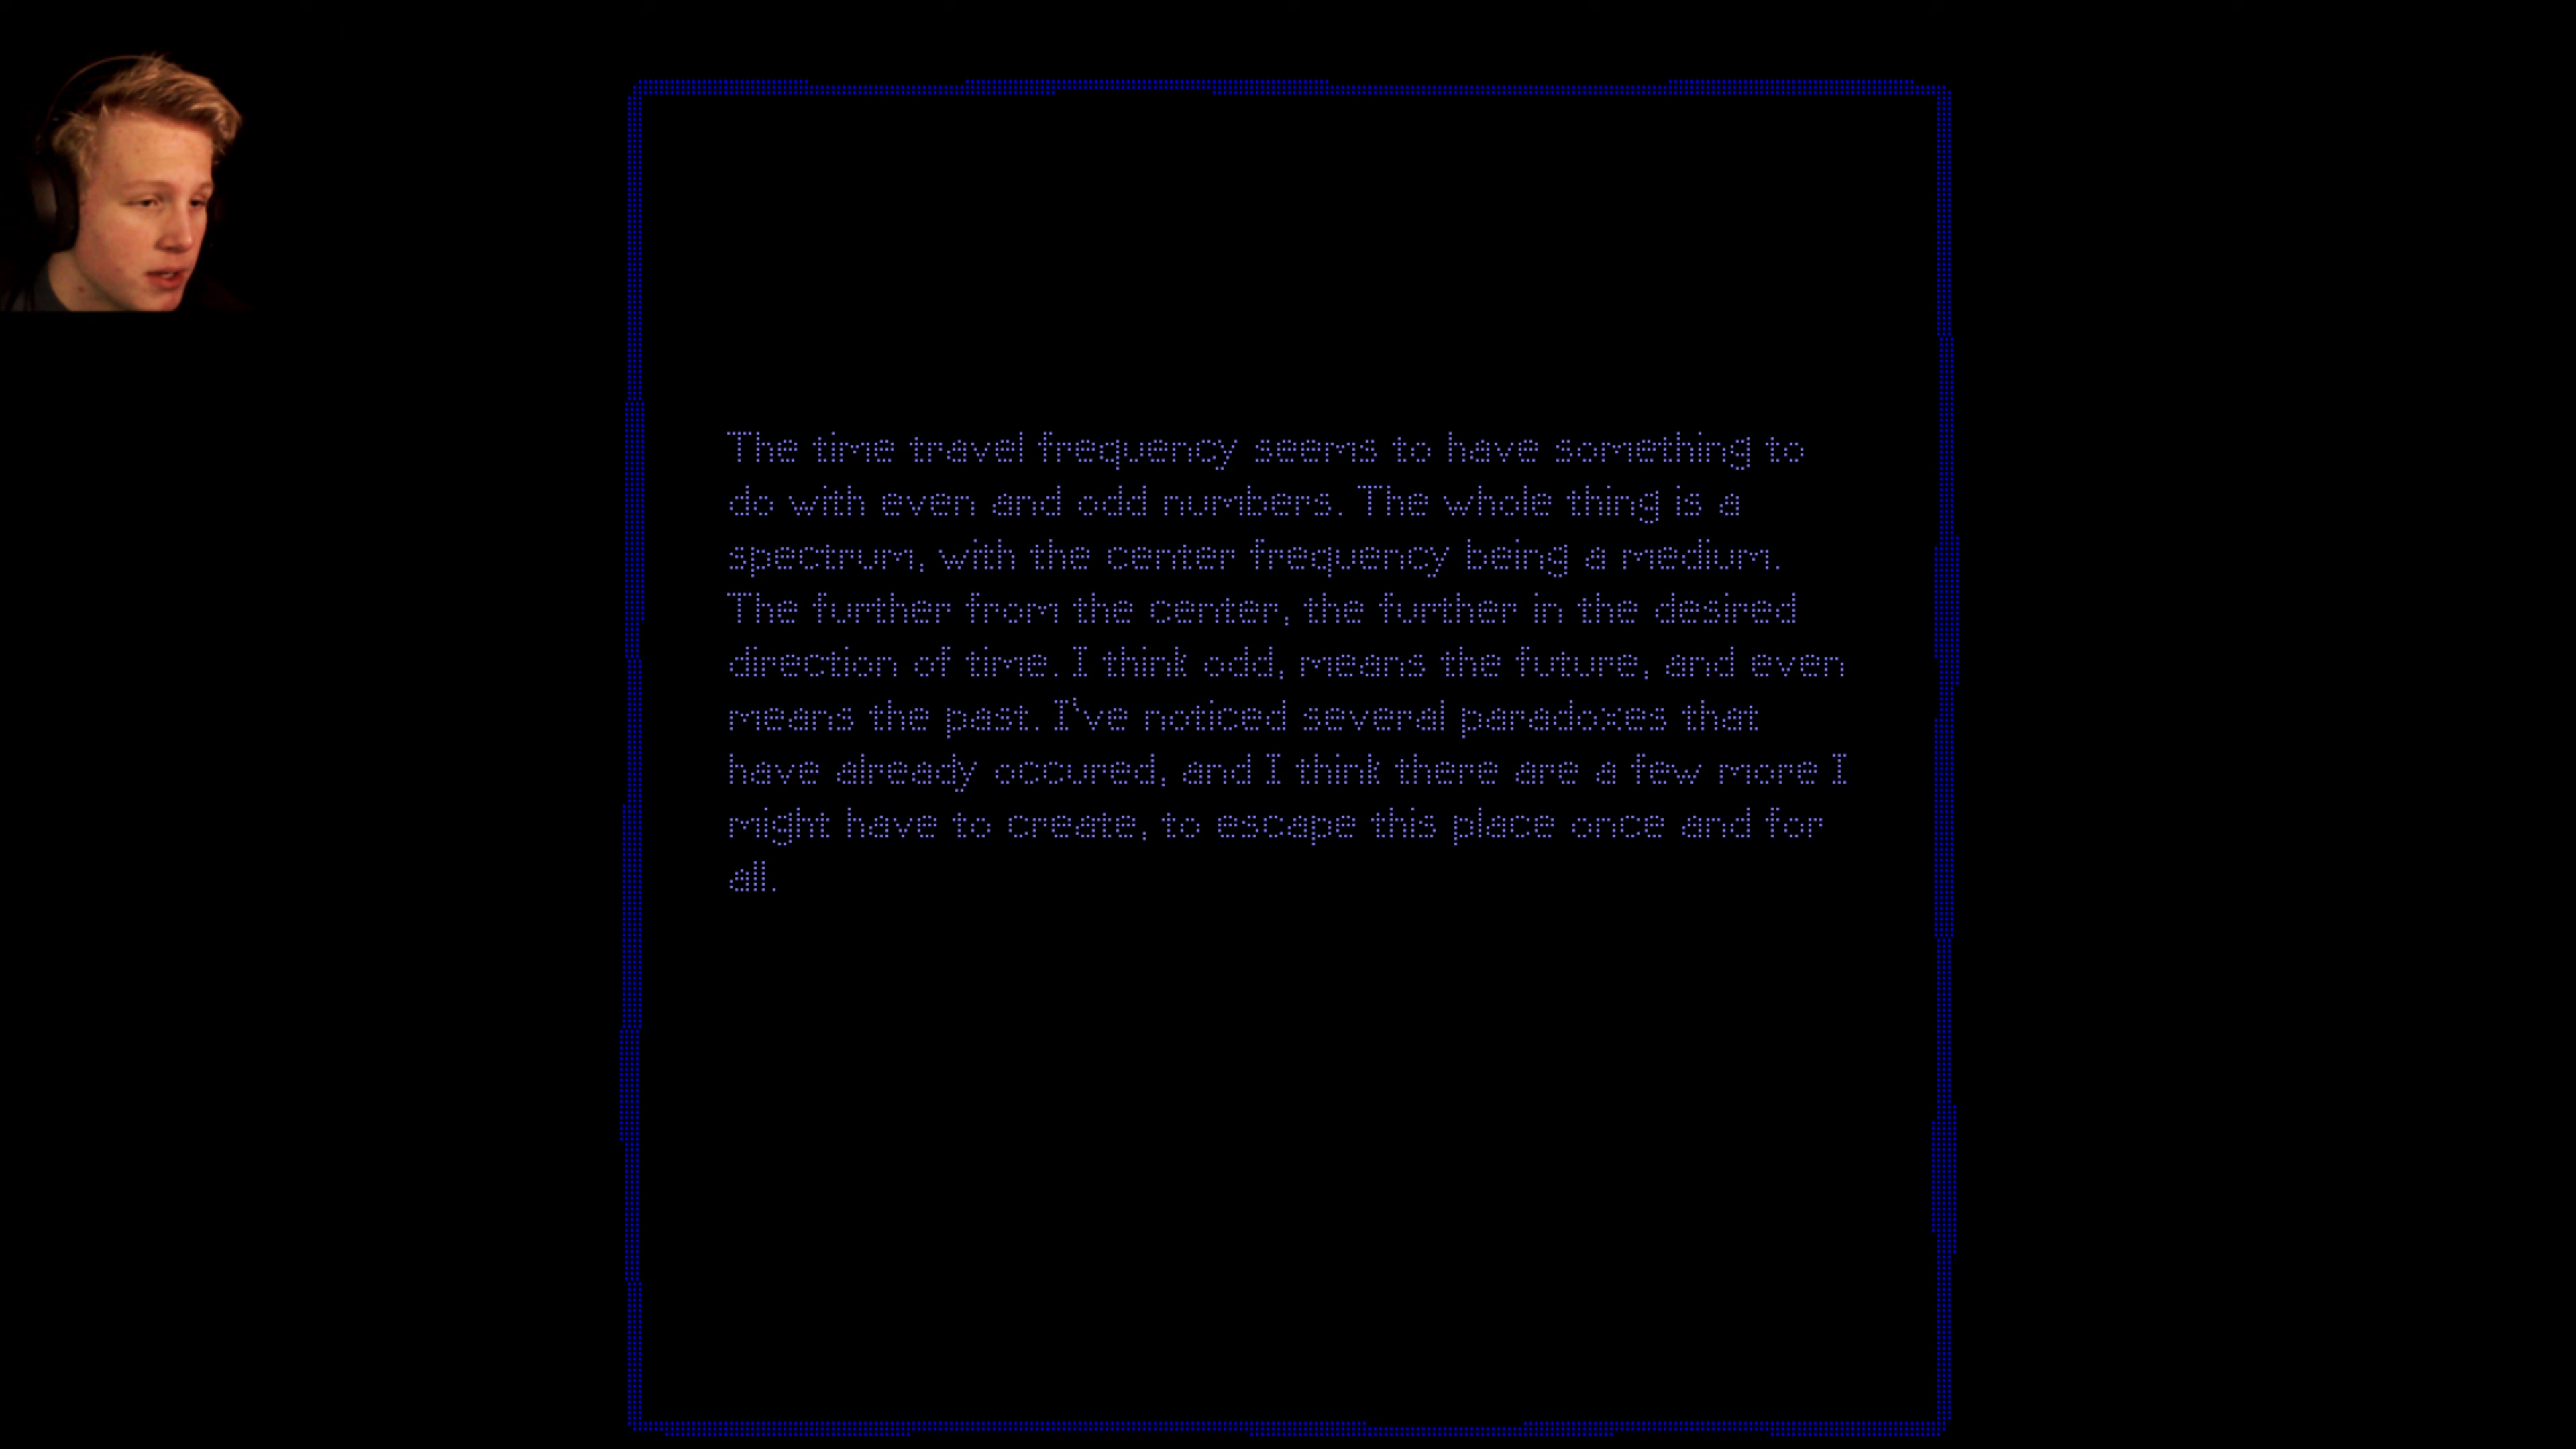 The time travel frequency seems to have something to
do with even and odd numbers. The whole thing is a
spectrum, with the center frequency being a medium.
The further from the center, the further in the desired
direction of time. I think odd, means the future, and even
means the past. I've noticed several paradoxes that
have already occured, and I think there are a few more I
might have to create, to escape this place once and for
all.